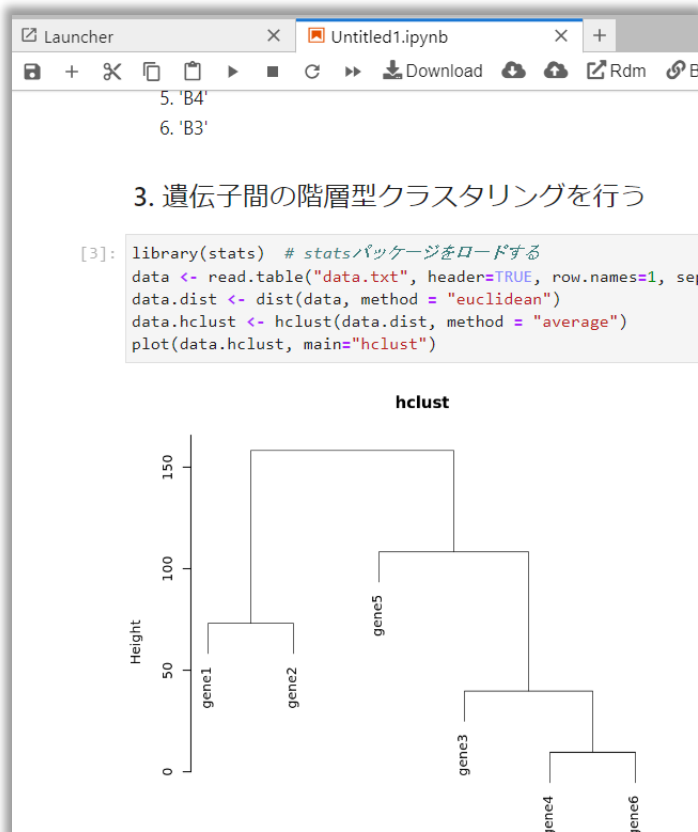 Launcher
Untitled1.ipynb
Download
Rdm
5. 'B4'
6. 'B3'
3. 遺伝子間の階層型クラスタリングを行う
[3]: library(stats)  # statsパッケージをロードする
data <- read.table("data.txt", header=TRUE, row.names=1, sep
data.dist <- dist(data, method = "euclidean")
data.hclust <- hclust(data.dist, method = "average")
plot(data.hclust, main="hclust")
hclust
150
100
50
0
Height
gene1
gene2
gene5
gene3
gene4
gene6